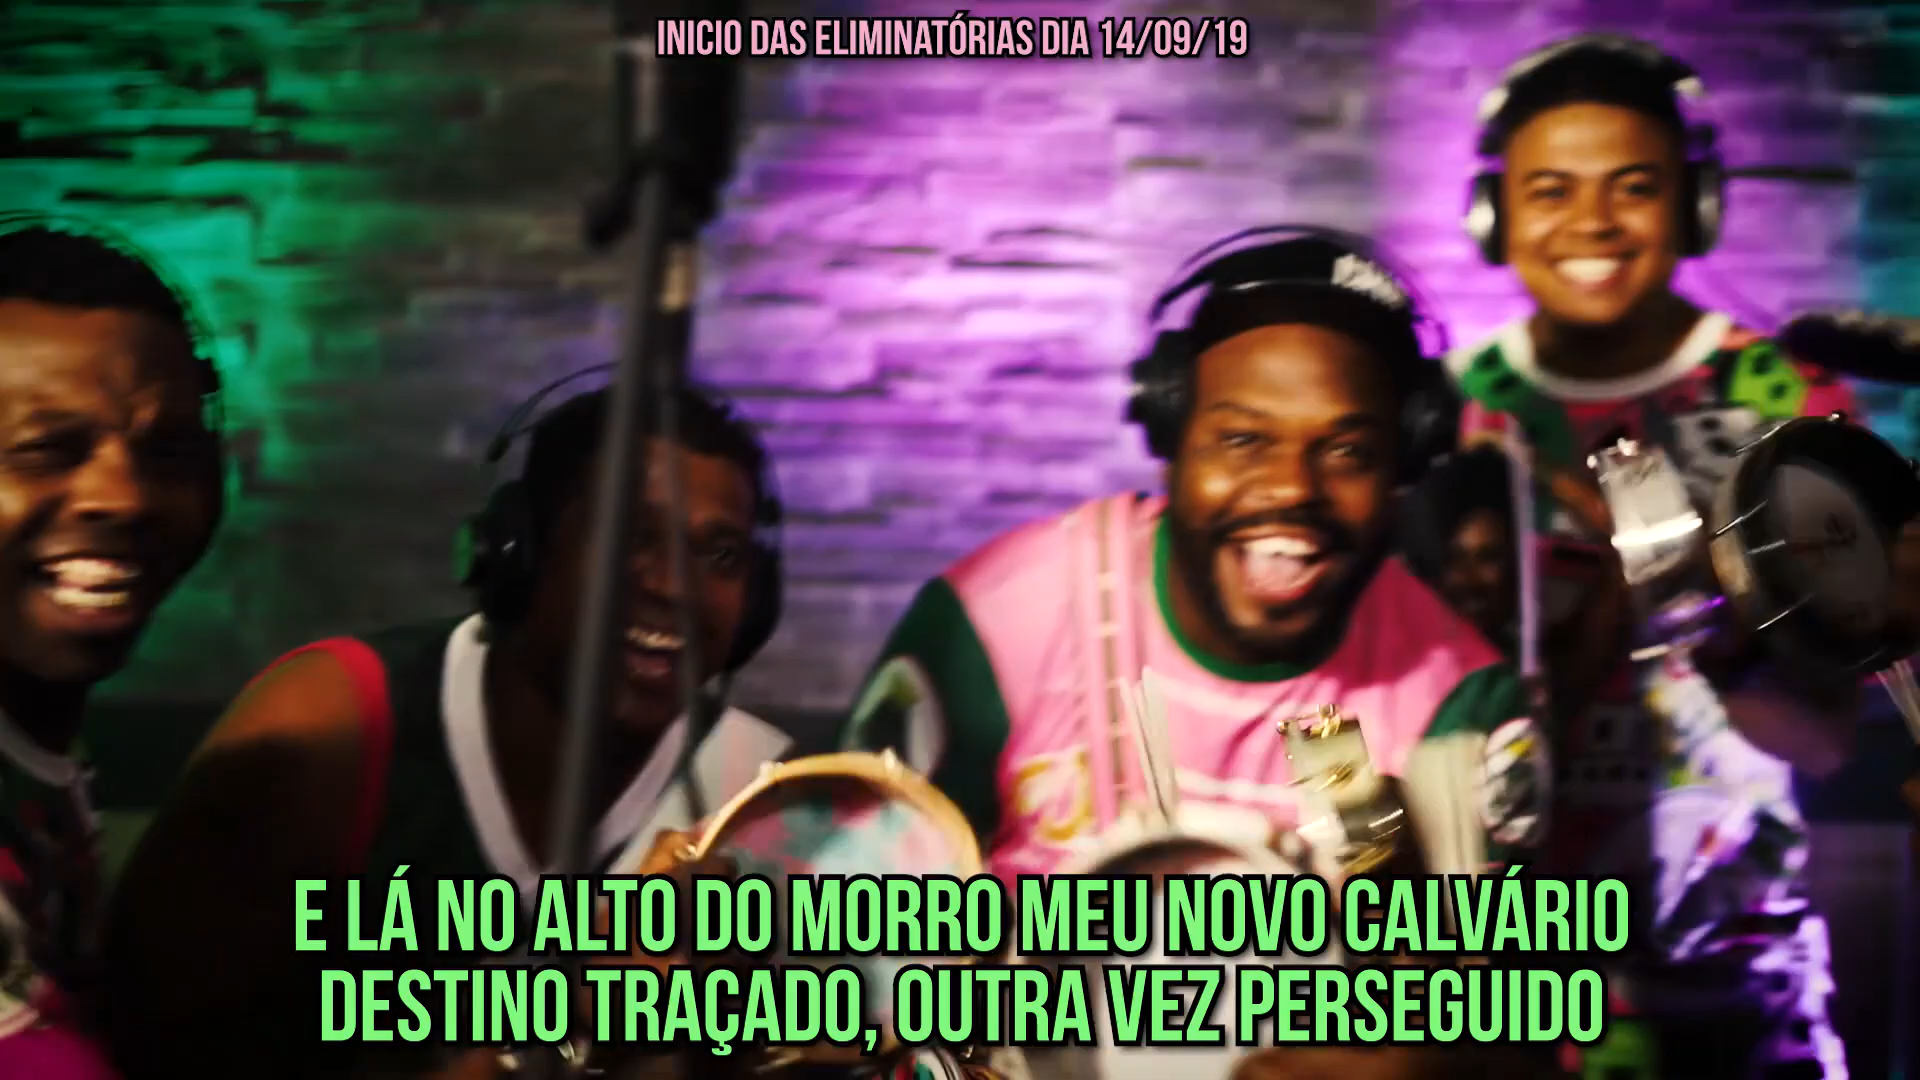 INICIO DAS ELIMINATÓRIAS DIA 14/09/19
E LÁ NO ALTO DO MORRO MEU NOVO CALVÁRIO
DESTINO TRAÇADO, OUTRA VEZ PERSEGUIDO